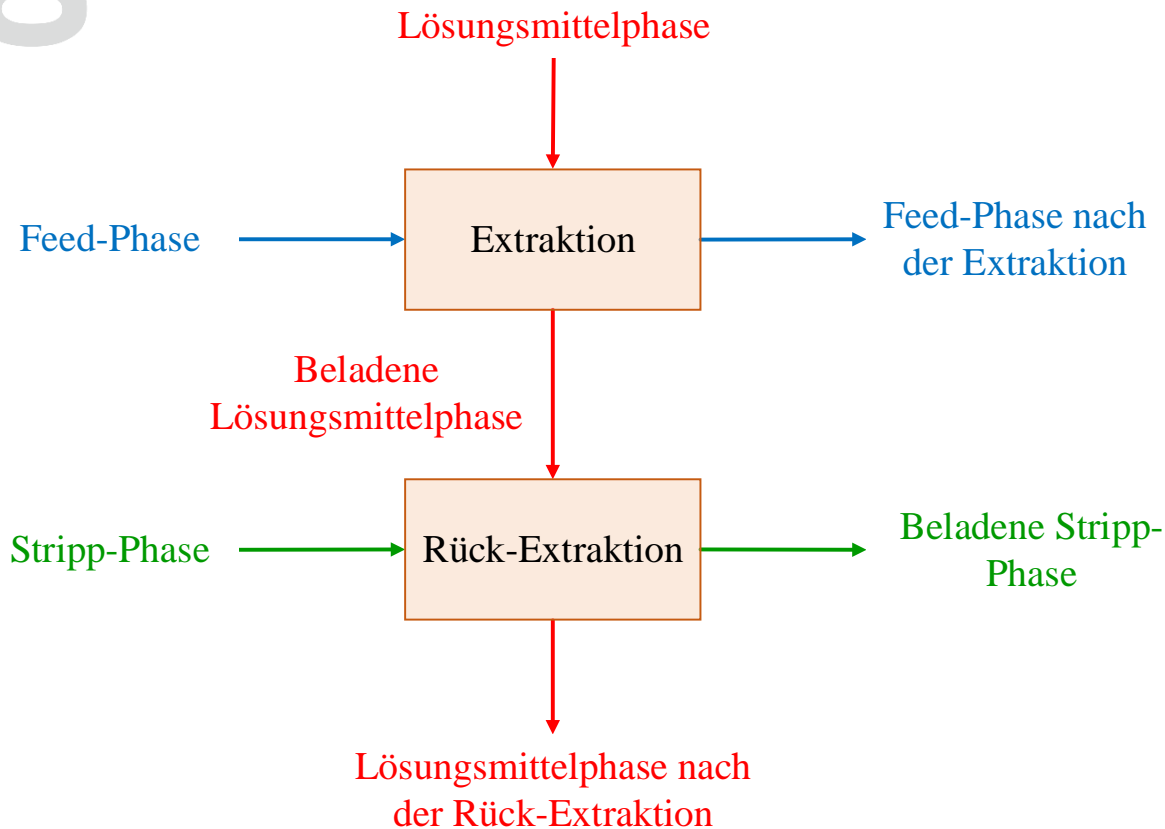 Lösungsmittelphase
Feed-Phase
Extraktion
Feed-Phase nach
der Extraktion
Beladene
Lösungsmittelphase
Stripp-Phase
Rück-Extraktion
Beladene Stripp-
Phase
Lösungsmittelphase nach
der Rück-Extraktion